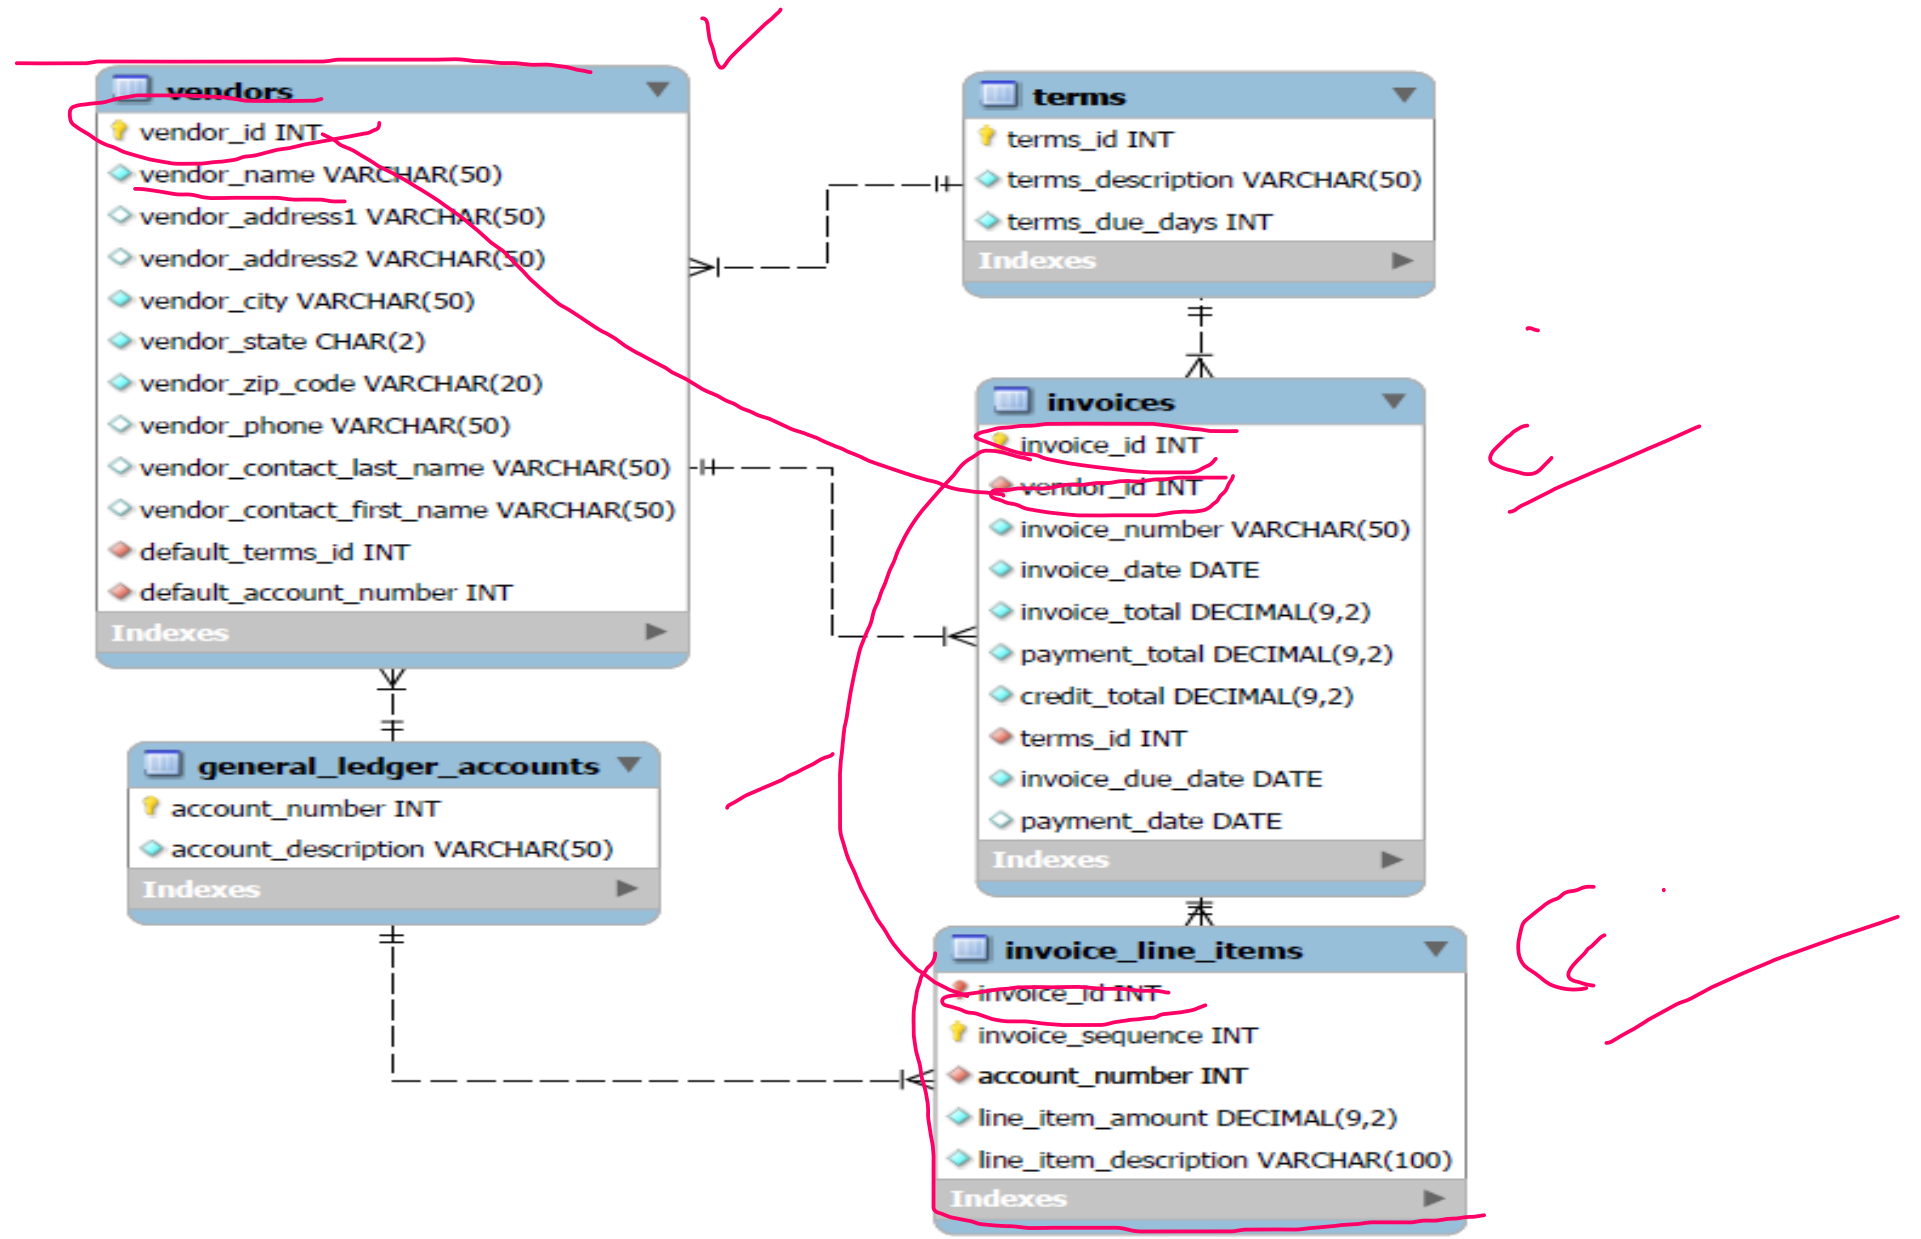 vendors
vendor_id INT
vendor_name VARCHAR(50)
vendor_address1 VARCHAR(50)
vendor_address2 VARCHAR(50)
vendor_city VARCHAR(50)
vendor_state CHAR(2)
vendor_zip_code VARCHAR(20)
vendor_phone VARCHAR(50)
vendor_contact_last_name VARCHAR(50)
vendor_contact_first_name VARCHAR(50)
default_terms_id INT
default_account_number INT
Indexes
terms
terms_id INT
terms_description VARCHAR(50)
terms_due_days INT
Indexes
invoices
invoice_id INT
vendor_id INT
invoice_number VARCHAR(50)
invoice_date DATE
invoice_total DECIMAL(9,2)
payment_total DECIMAL(9,2)
credit_total DECIMAL(9,2)
terms_id INT
invoice_due_date DATE
payment_date DATE
Indexes
general_ledger_accounts
account_number INT
account_description VARCHAR(50)
Indexes
invoice_line_items
invoice_id INT
invoice_sequence INT
account_number INT
line_item_amount DECIMAL(9,2)
line_item_description VARCHAR(100)
Indexes